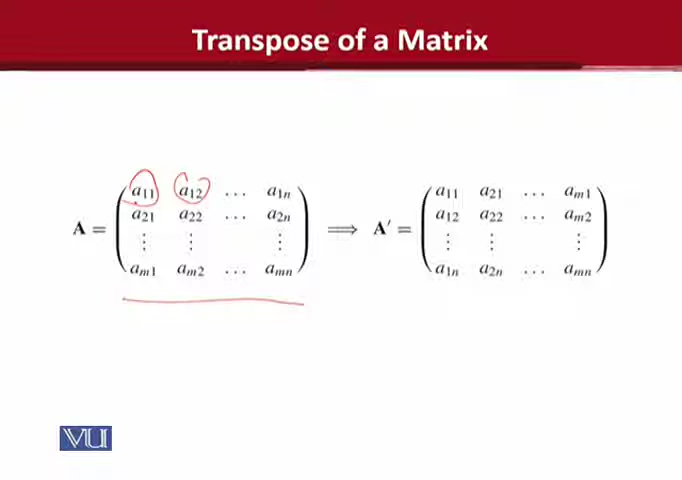 Transpose of a Matrix
A = ( a11 a12 ... a1n ⟹ A′ = ( a11 a21 ... am1
a21 a22 ... a2n a12 a22 ... am2
⋮ ⋮ ⋮ ⋮ ⋮ ⋮
am1 am2 ... amn ) a1n a2n ... amn )
VU